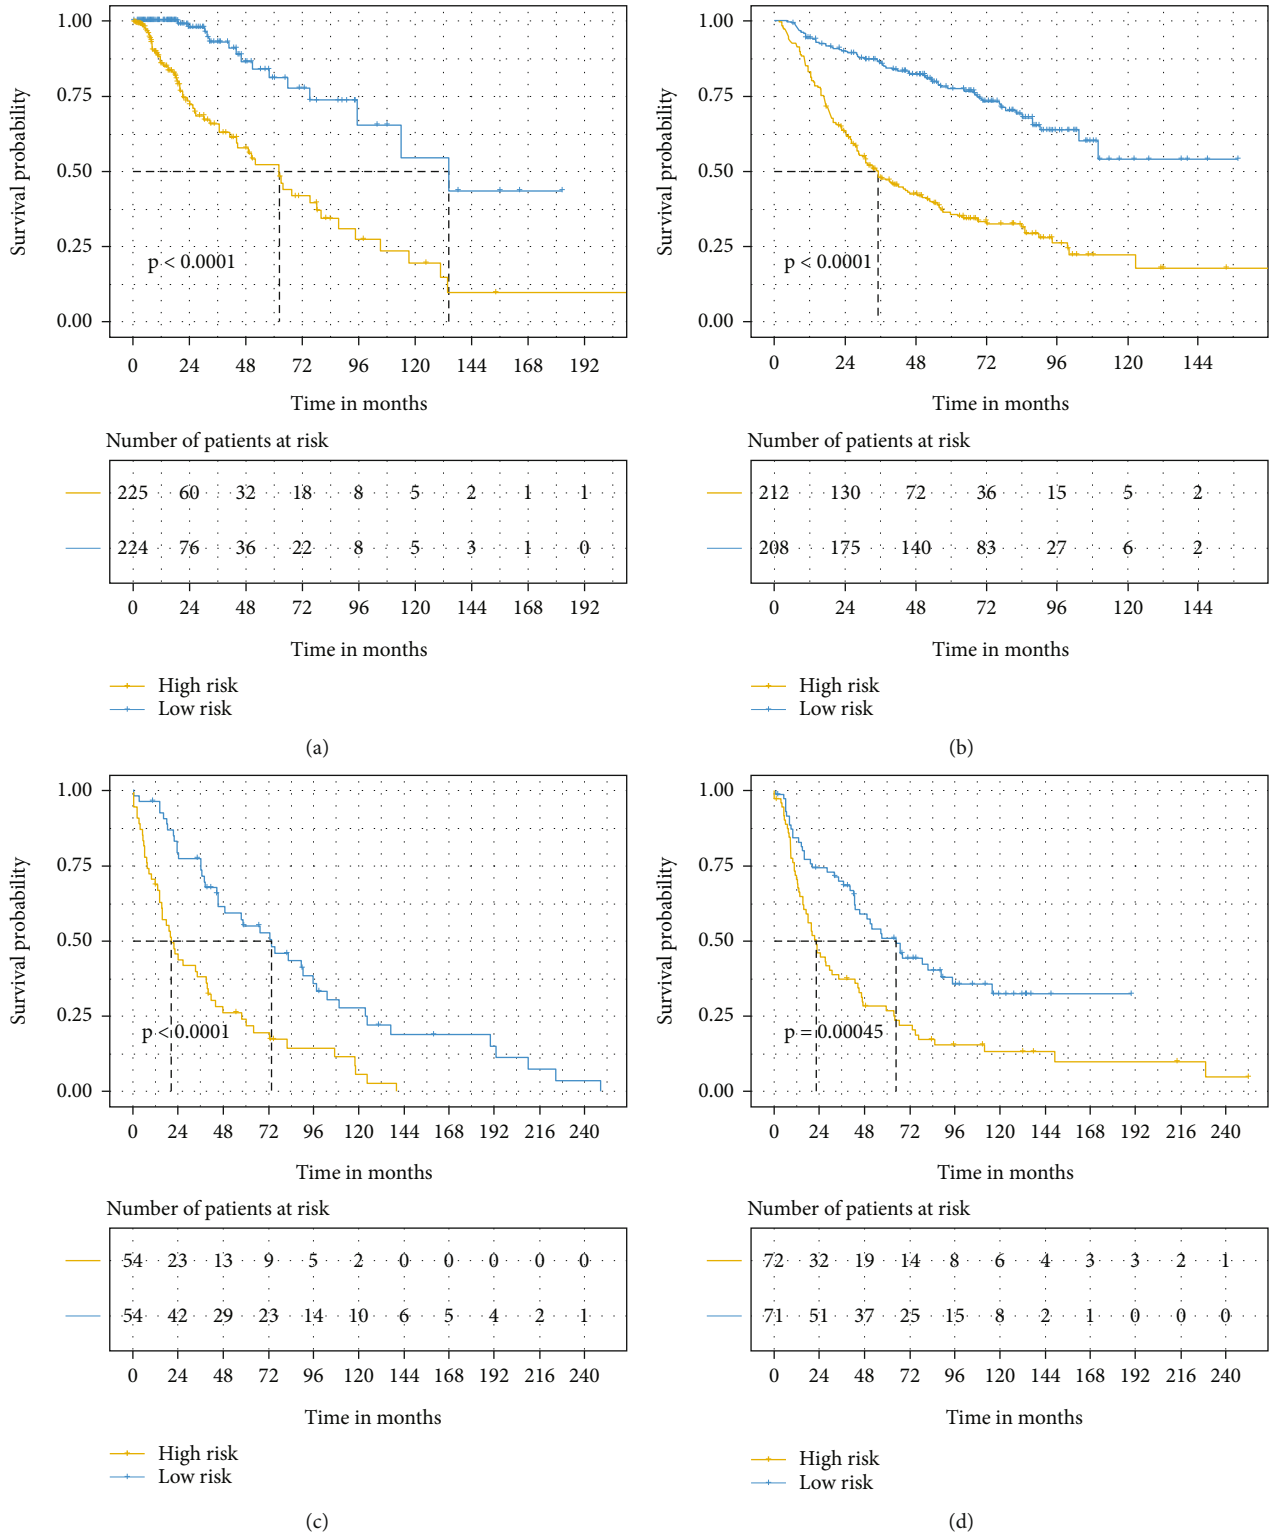 1.00
0.75
0.50
0.25
0.00
Survival probability
p < 0.0001
0 24 48 72 96 120 144 168 192
Time in months
Number of patients at risk
225 60 32 18 8 5 2 1 1
224 76 36 22 8 5 3 1 0
0 24 48 72 96 120 144 168 192
Time in months
High risk
Low risk
(a)
1.00
0.75
0.50
0.25
0.00
Survival probability
p < 0.0001
0 24 48 72 96 120 144
Time in months
Number of patients at risk
212 130 72 36 15 5 2
208 175 140 83 27 6 2
0 24 48 72 96 120 144
Time in months
High risk
Low risk
(b)
1.00
0.75
0.50
0.25
0.00
Survival probability
p < 0.0001
0 24 48 72 96 120 144 168 192 216 240
Time in months
Number of patients at risk
54 23 13 9 5 2 0 0 0 0 0
54 42 29 23 14 10 6 5 4 2 1
0 24 48 72 96 120 144 168 192 216 240
Time in months
High risk
Low risk
(c)
1.00
0.75
0.50
0.25
0.00
Survival probability
p = 0.00045
0 24 48 72 96 120 144 168 192 216 240
Time in months
Number of patients at risk
72 32 19 14 8 6 4 3 3 2 1
71 51 37 25 15 8 2 1 0 0 0
0 24 48 72 96 120 144 168 192 216 240
Time in months
High risk
Low risk
(d)